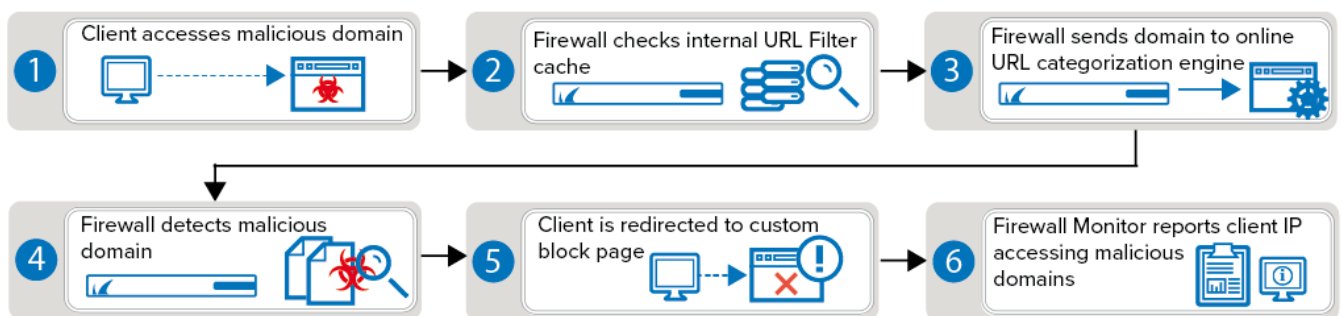 1
Client accesses malicious domain
2
Firewall checks internal URL Filter
cache
3
Firewall sends domain to online
URL categorization engine
4
Firewall detects malicious
domain
5
Client is redirected to custom
block page
6
Firewall Monitor reports client IP
accessing malicious
domains